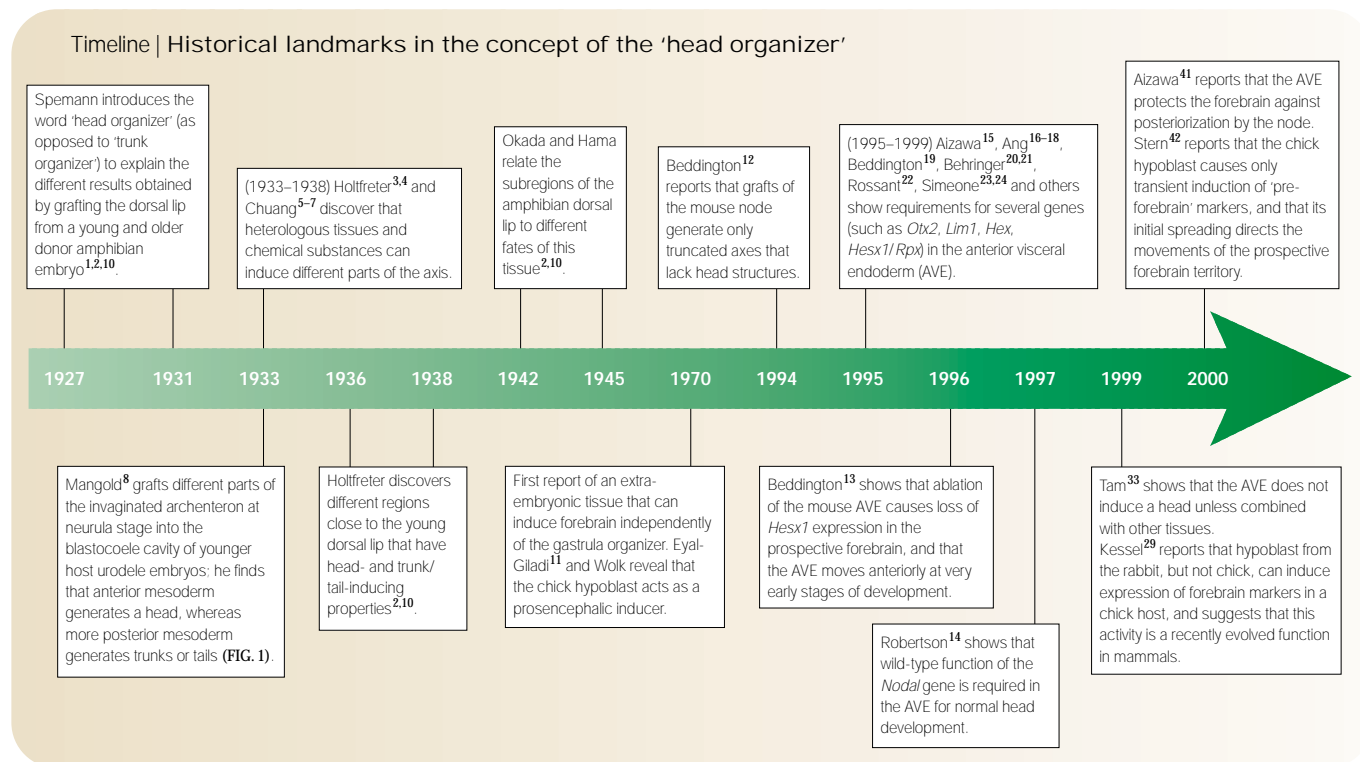 Timeline | Historical landmarks in the concept of the ‘head organizer’
Spemann introduces the
word ‘head organizer’ (as
opposed to ‘trunk
organizer’) to explain the
different results obtained
by grafting the dorsal lip
from a young and older
donor amphibian
embryo1,2,10.
(1933–1938) Holtfreter3,4 and
Chuang5–7 discover that
heterologous tissues and
chemical substances can
induce different parts of the axis.
Okada and Hama
relate the
subregions of the
amphibian dorsal
lip to different
fates of this
tissue2,10.
Beddington12
reports that grafts of
the mouse node
generate only
truncated axes that
lack head structures.
(1995–1999) Aizawa15, Ang16–18,
Beddington19, Behringer20,21,
Rossant22, Simeone23,24 and others
show requirements for several genes
(such as Otx2, Lim1, Hex,
Hesx1/Rpx) in the anterior visceral
endoderm (AVE).
Aizawa41 reports that the AVE
protects the forebrain against
posteriorization by the node.
Stern42 reports that the chick
hypoblast causes only
transient induction of ‘pre-
forebrain’ markers, and that its
initial spreading directs the
movements of the prospective
forebrain territory.
1927 1931 1933 1936 1938 1942 1945 1970 1994 1995 1996 1997 1999 2000
Mangold8 grafts different parts of
the invaginated archenteron at
neurula stage into the
blastocoele cavity of younger
host urodele embryos; he finds
that anterior mesoderm
generates a head, whereas
more posterior mesoderm
generates trunks or tails (FIG. 1).
Holtfreter discovers
different regions
close to the young
dorsal lip that have
head- and trunk/
tail-inducing
properties2,10.
First report of an extra-
embryonic tissue that can
induce forebrain independently
of the gastrula organizer. Eyal-
Giladi11 and Wolk reveal that
the chick hypoblast acts as a
prosencephalic inducer.
Beddington13 shows that ablation
of the mouse AVE causes loss of
Hesx1 expression in the
prospective forebrain, and that
the AVE moves anteriorly at very
early stages of development.
Robertson14 shows that
wild-type function of the
Nodal gene is required in
the AVE for normal head
development.
Tam33 shows that the AVE does not
induce a head unless combined
with other tissues.
Kessel29 reports that hypoblast from
the rabbit, but not chick, can induce
expression of forebrain markers in a
chick host, and suggests that this
activity is a recently evolved function
in mammals.